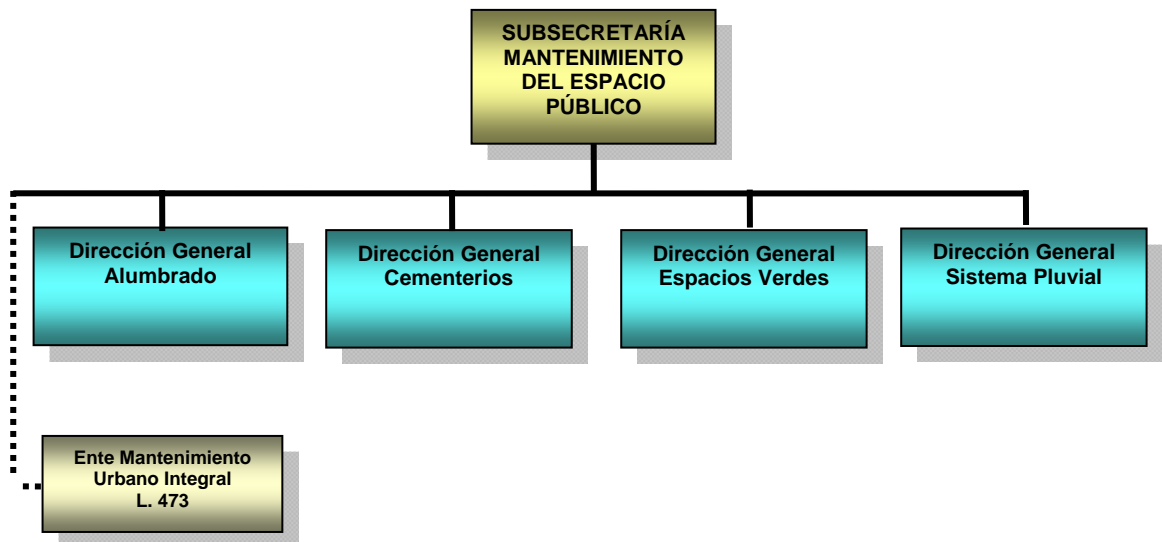 SUBSECRETARÍA
MANTENIMIENTO
DEL ESPACIO
PÚBLICO
Dirección General
Alumbrado
Dirección General
Cementerios
Dirección General
Espacios Verdes
Dirección General
Sistema Pluvial
Ente Mantenimiento
Urbano Integral
L. 473